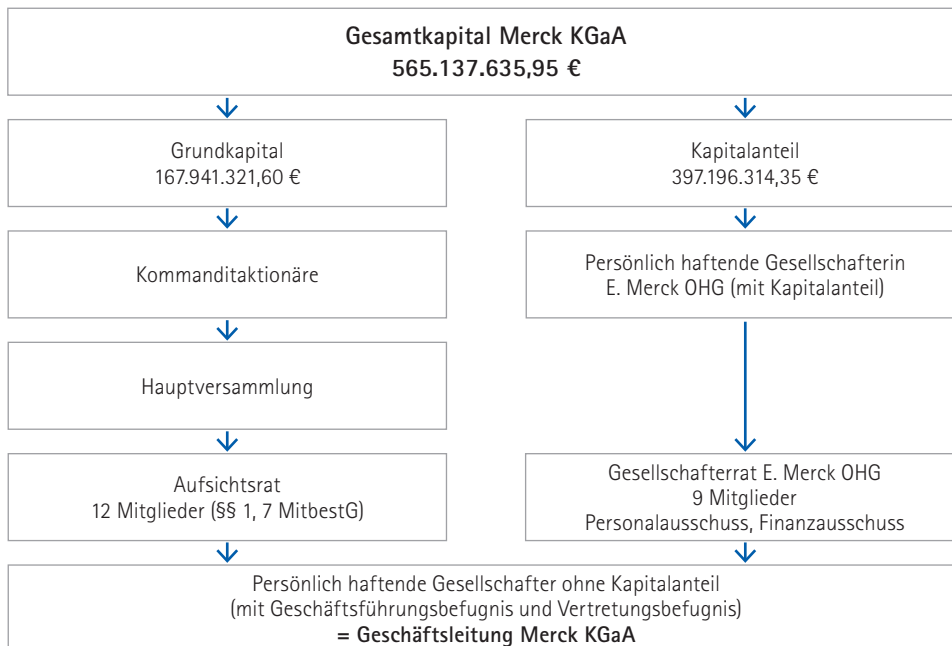 Gesamtkapital Merck KGaA
565.137.635,95 €
Grundkapital
167.941.321,60 €
Kapitalanteil
397.196.314,35 €
Kommanditaktionäre
Persönlich haftende Gesellschafterin
E. Merck OHG (mit Kapitalanteil)
Hauptversammlung
Aufsichtsrat
12 Mitglieder (§§ 1, 7 MitbestG)
Gesellschafterrat E. Merck OHG
9 Mitglieder
Personalausschuss, Finanzausschuss
Persönlich haftende Gesellschafter ohne Kapitalanteil
(mit Geschäftsführungsbefugnis und Vertretungsbefugnis)
= Geschäftsleitung Merck KGaA